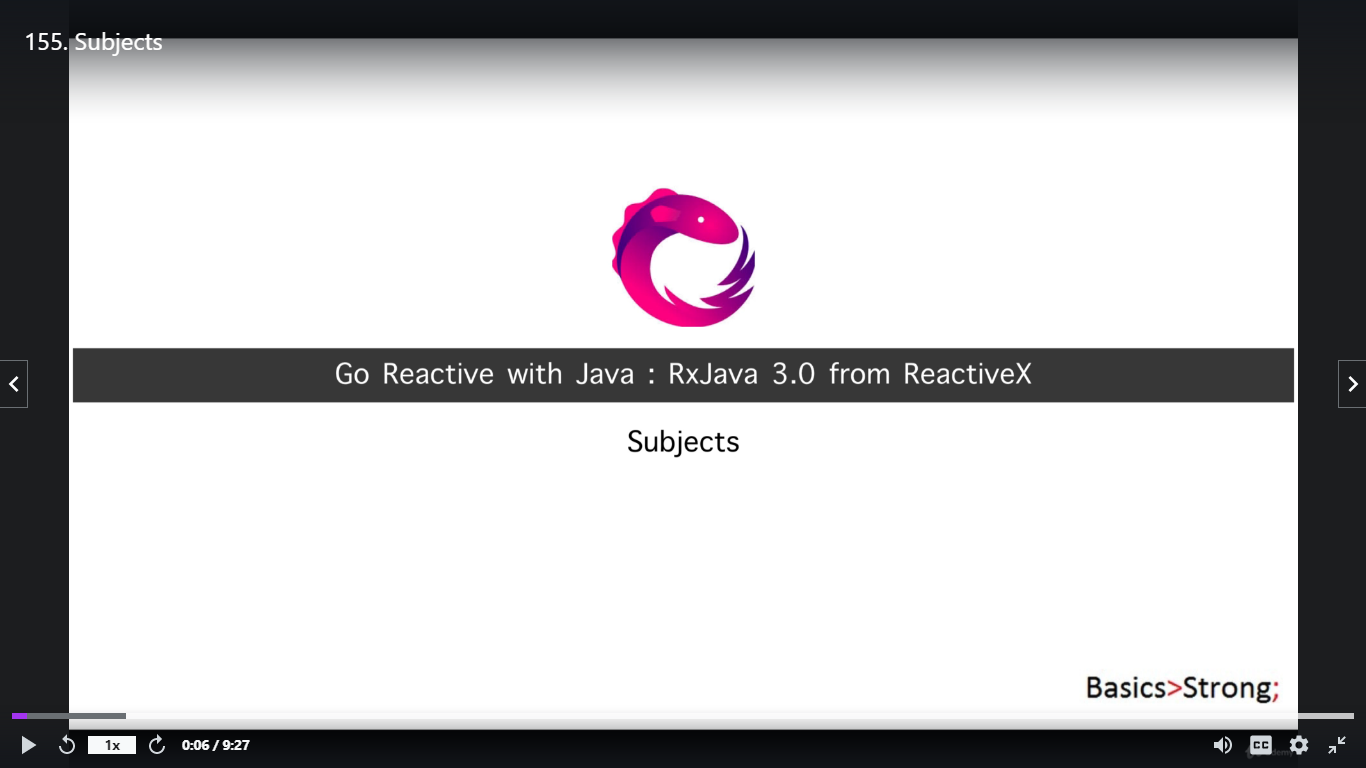 155. Subjects
Go Reactive with Java : RxJava 3.0 from ReactiveX
Subjects
Basics>Strong;
1x
0:06 / 9:27
CC